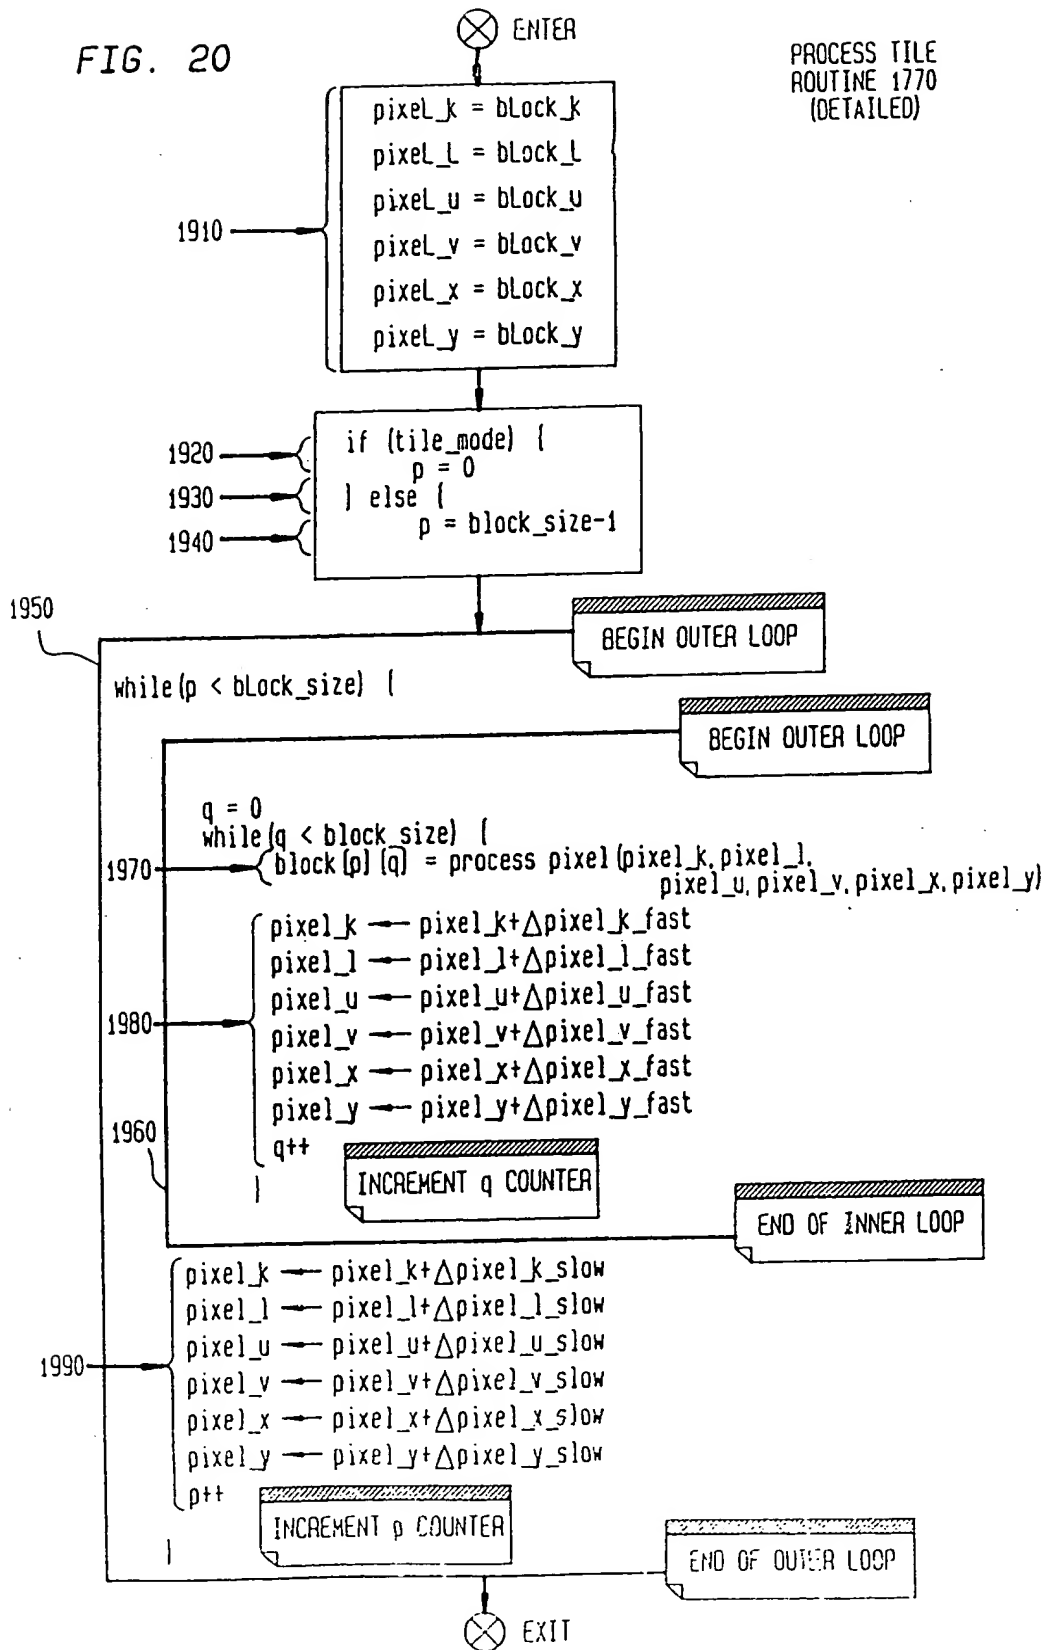 FIG. 20
ENTER
PROCESS TILE
ROUTINE 1770
(DETAILED)
pixel_k = block_k
pixel_l = block_l
pixel_u = block_u
pixel_v = block_v
pixel_x = block_x
pixel_y = block_y
1910
1920
if (tile_mode) {
p = 0
1930
} else {
1940
p = block_size-1
1950
BEGIN OUTER LOOP
while (p < block_size) {
BEGIN OUTER LOOP
q = 0
while (q < block_size) {
1970
block (p) (q) = process pixel (pixel_k, pixel_l,
pixel_u, pixel_v, pixel_x, pixel_y)
pixel_k ← pixel_k+Δpixel_k_fast
pixel_l ← pixel_l+Δpixel_l_fast
pixel_u ← pixel_u+Δpixel_u_fast
1980
pixel_v ← pixel_v+Δpixel_v_fast
pixel_x ← pixel_x+Δpixel_x_fast
pixel_y ← pixel_y+Δpixel_y_fast
1960
q++
INCREMENT q COUNTER
}
END OF INNER LOOP
pixel_k ← pixel_k+Δpixel_k_slow
pixel_l ← pixel_l+Δpixel_l_slow
pixel_u ← pixel_u+Δpixel_u_slow
1990
pixel_v ← pixel_v+Δpixel_v_slow
pixel_x ← pixel_x+Δpixel_x_slow
pixel_y ← pixel_y+Δpixel_y_slow
p++
INCREMENT p COUNTER
}
END OF OUTER LOOP
EXIT